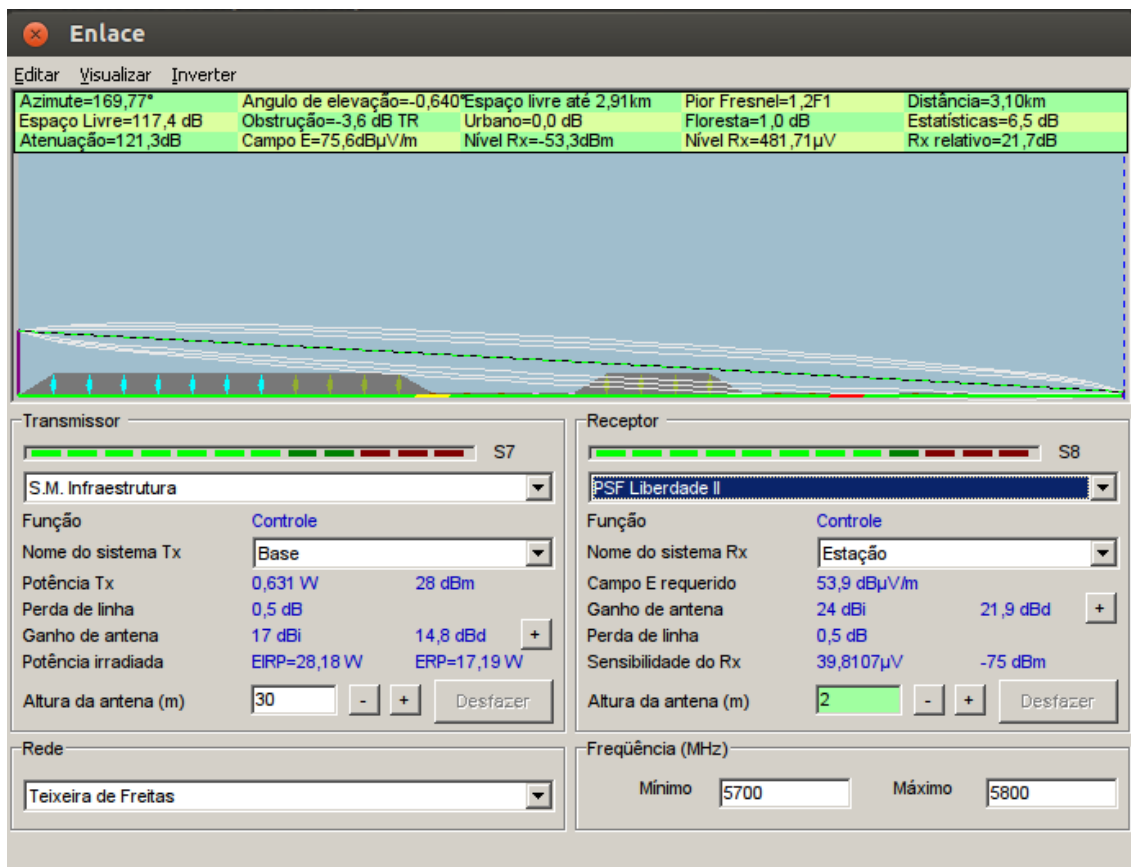 Enlace
Editar Visualizar Inverter
Azimute=169,77° Angulo de elevação=-0,640° Espaço livre até 2,91km Pior Fresnel=1,2F1 Distância=3,10km
Espaço Livre=117,4 dB Obstrução=-3,6 dB TR Urbano=0,0 dB Floresta=1,0 dB Estatísticas=6,5 dB
Atenuação=121,3dB Campo E=75,6dBµV/m Nível Rx=-53,3dBm Nível Rx=481,71µV Rx relativo=21,7dB
Transmissor
S7
S.M. Infraestrutura
Função Controle
Nome do sistema Tx Base
Potência Tx 0,631 W 28 dBm
Perda de linha 0,5 dB
Ganho de antena 17 dBi 14,8 dBd +
Potência irradiada EIRP=28,18 W ERP=17,19 W
Altura da antena (m) 30 - + Desfazer
Receptor
S8
PSF Liberdade II
Função Controle
Nome do sistema Rx Estação
Campo E requerido 53,9 dBµV/m
Ganho de antena 24 dBi 21,9 dBd +
Perda de linha 0,5 dB
Sensibilidade do Rx 39,8107µV -75 dBm
Altura da antena (m) 2 - + Desfazer
Rede
Teixeira de Freitas
Freqüência (MHz)
Mínimo 5700 Máximo 5800